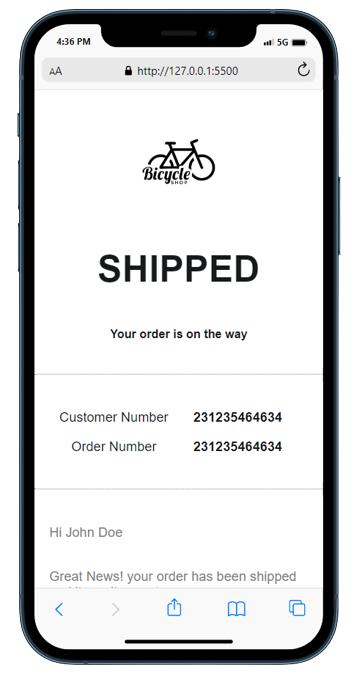 4:36 PM
5G
AA
http://127.0.0.1:5500
Bicycle
SHOP
SHIPPED
Your order is on the way
Customer Number 231235464634
Order Number 231235464634
Hi John Doe
Great News! your order has been shipped